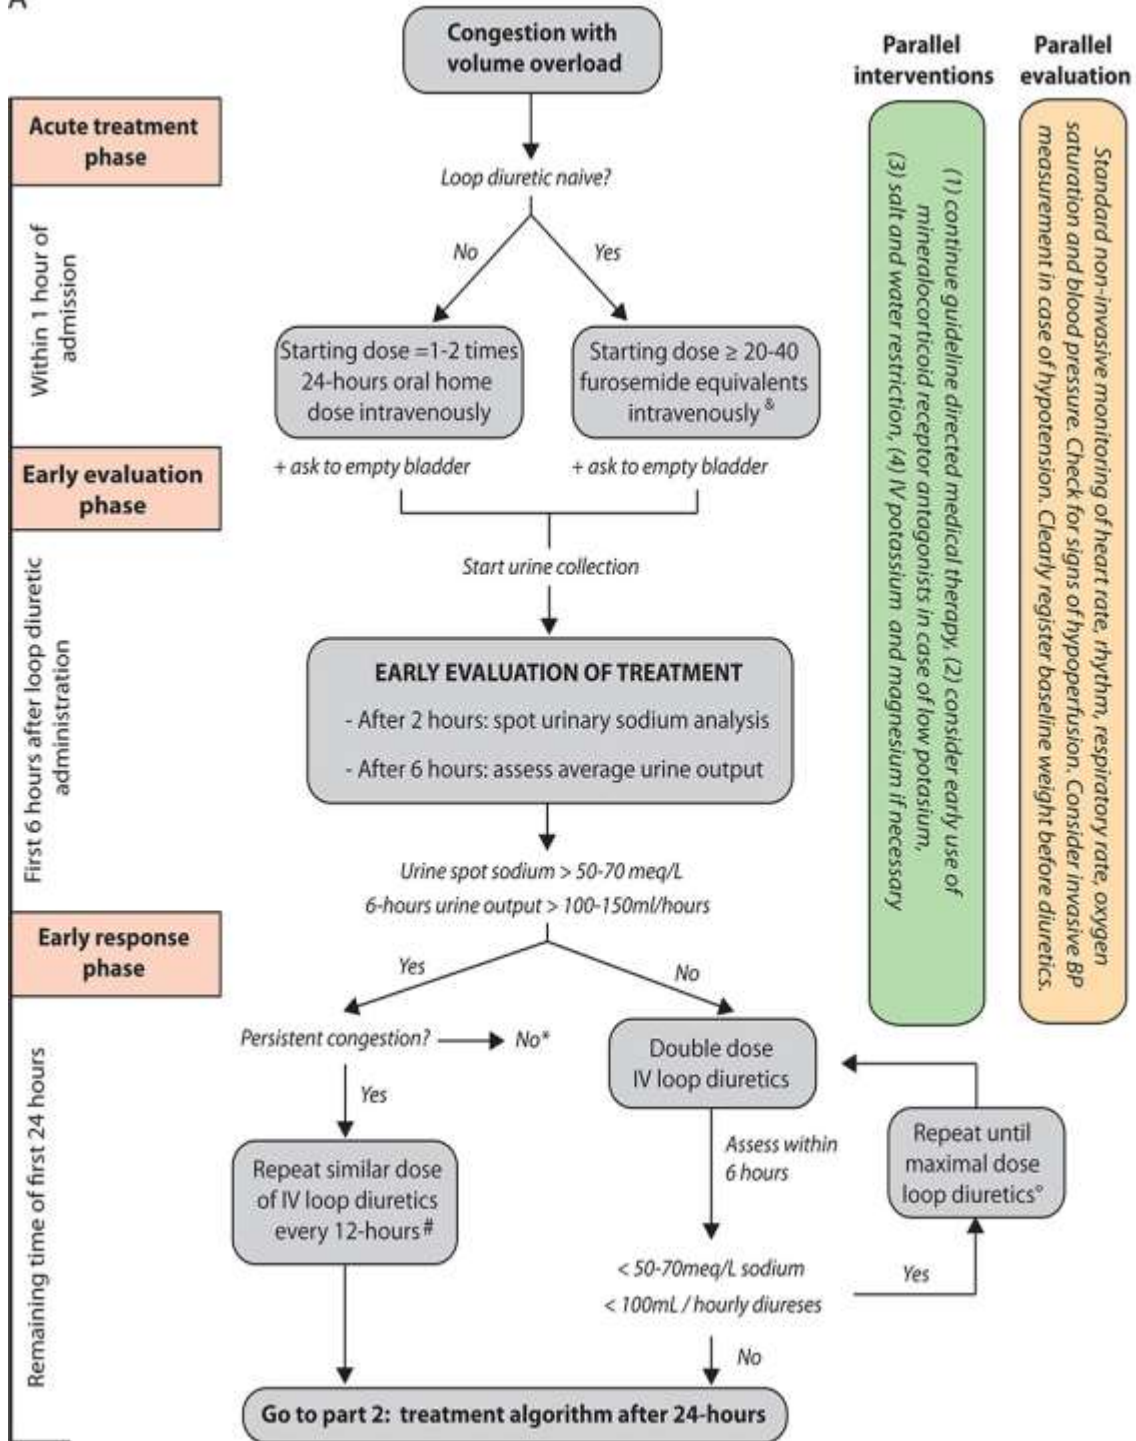 A
Congestion with
volume overload
Parallel
interventions
Parallel
evaluation
Acute treatment
phase
Loop diuretic naive?
Within 1 hour of
admission
No
Yes
Starting dose =1-2 times
24-hours oral home
dose intravenously
Starting dose ≥ 20-40
furosemide equivalents
intravenously &
+ ask to empty bladder
+ ask to empty bladder
Early evaluation
phase
Start urine collection
First 6 hours after loop diuretic
administration
EARLY EVALUATION OF TREATMENT
- After 2 hours: spot urinary sodium analysis
- After 6 hours: assess average urine output
Urine spot sodium > 50-70 meq/L
6-hours urine output > 100-150ml/hours
Early response
phase
Yes
No
Persistent congestion?
No*
Double dose
IV loop diuretics
Remaining time of first 24 hours
Yes
Repeat similar dose
of IV loop diuretics
every 12-hours #
Assess within
6 hours
Repeat until
maximal dose
loop diuretics°
< 50-70meq/L sodium
< 100mL / hourly diureses
Yes
No
Go to part 2: treatment algorithm after 24-hours
(1) continue guideline directed medical therapy, (2) consider early use of
mineralocorticoid receptor antagonists in case of low potasium,
(3) salt and water restriction, (4) IV potassium and magnesium if necessary
Standard non-invasive monitoring of heart rate, rhythm, respiratory rate, oxygen
saturation and blood pressure. Check for signs of hypoperfusion. Consider invasive BP
measurement in case of hypotension. Clearly register baseline weight before diuretics.